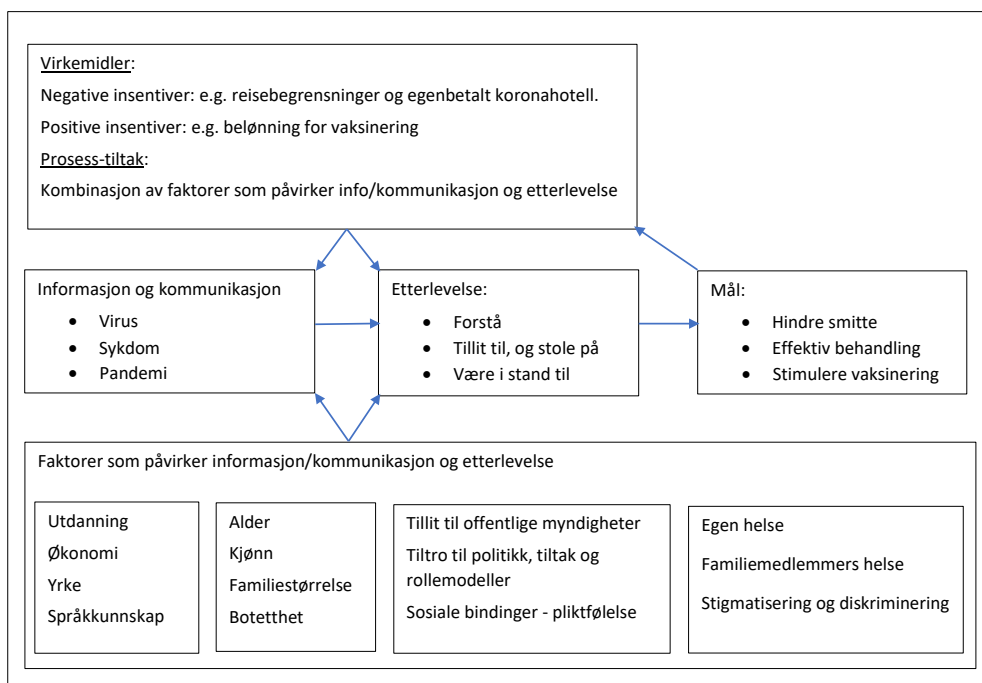 Virkemidler:
Negative insentiver: e.g. reisebegrensninger og egenbetalt koronahotell.
Positive insentiver: e.g. belønning for vaksinering
Prosess-tiltak:
Kombinasjon av faktorer som påvirker info/kommunikasjon og etterlevelse
Informasjon og kommunikasjon
• Virus
• Sykdom
• Pandemi
Etterlevelse:
• Forstå
• Tillit til, og stole på
• Være i stand til
Mål:
• Hindre smitte
• Effektiv behandling
• Stimulere vaksinering
Faktorer som påvirker informasjon/kommunikasjon og etterlevelse
Utdanning
Økonomi
Yrke
Språkkunnskap
Alder
Kjønn
Familiestørrelse
Botetthet
Tillit til offentlige myndigheter
Tiltro til politikk, tiltak og
rollemodeller
Sosiale bindinger - pliktfølelse
Egen helse
Familiemedlemmers helse
Stigmatisering og diskriminering